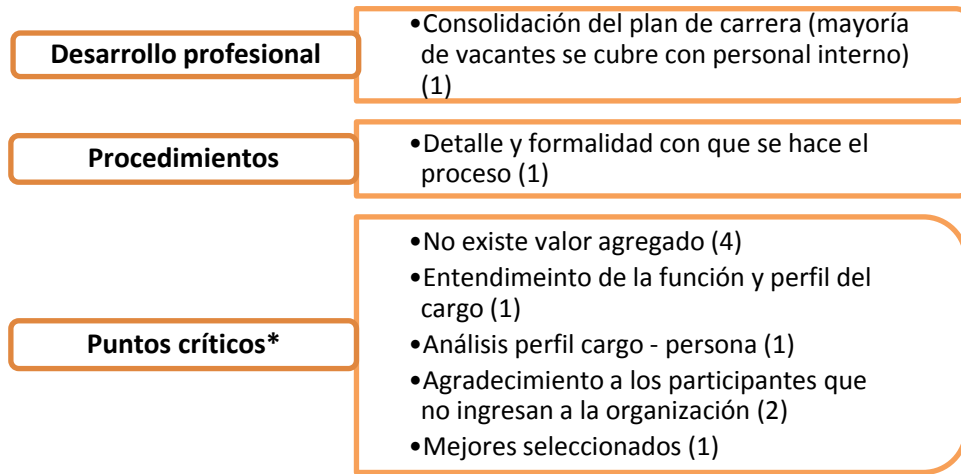 Desarrollo profesional
•Consolidación del plan de carrera (mayoría
de vacantes se cubre con personal interno)
(1)
Procedimientos
•Detalle y formalidad con que se hace el
proceso (1)
Puntos críticos*
•No existe valor agregado (4)
•Entendimeinto de la función y perfil del
cargo (1)
•Análisis perfil cargo - persona (1)
•Agradecimiento a los participantes que
no ingresan a la organización (2)
•Mejores seleccionados (1)